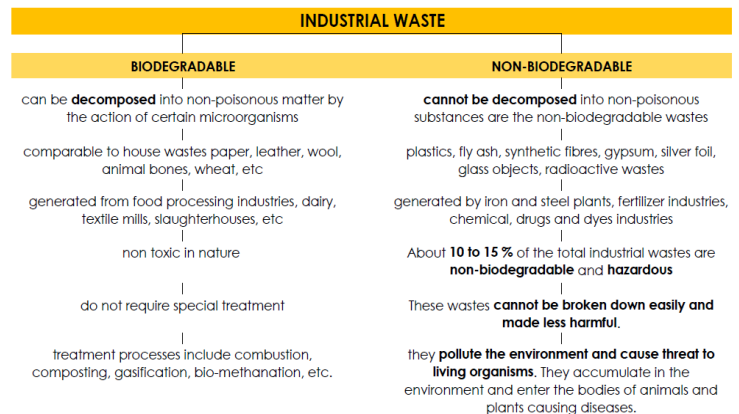 INDUSTRIAL WASTE
BIODEGRADABLE
can be decomposed into non-poisonous matter by
the action of certain microorganisms
comparable to house wastes paper, leather, wool,
animal bones, wheat, etc
generated from food processing industries, dairy,
textile mills, slaughterhouses, etc
non toxic in nature
do not require special treatment
treatment processes include combustion,
composting, gasification, bio-methanation, etc.
NON-BIODEGRADABLE
cannot be decomposed into non-poisonous
substances are the non-biodegradable wastes
plastics, fly ash, synthetic fibres, gypsum, silver foil,
glass objects, radioactive wastes
generated by iron and steel plants, fertilizer industries,
chemical, drugs and dyes industries
About 10 to 15 % of the total industrial wastes are
non-biodegradable and hazardous
These wastes cannot be broken down easily and
made less harmful.
they pollute the environment and cause threat to
living organisms. They accumulate in the
environment and enter the bodies of animals and
plants causing diseases.